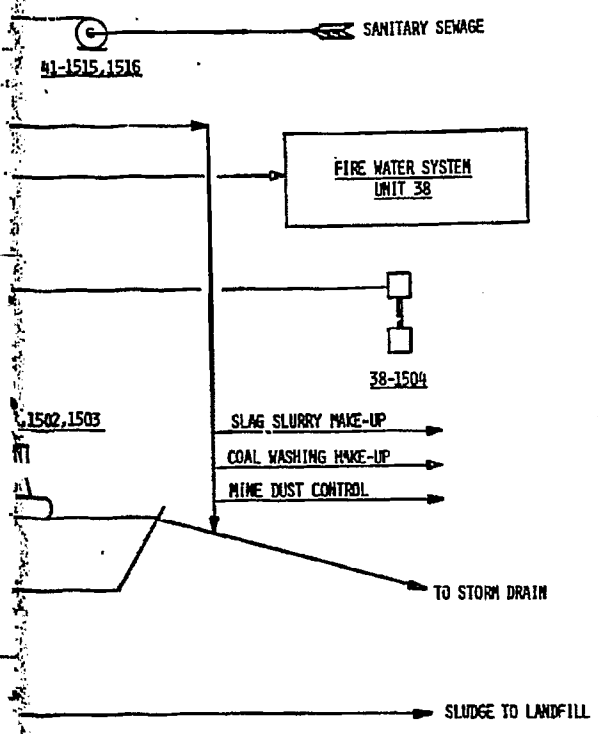 SANITARY SEWAGE
41-1515,1516
FIRE WATER SYSTEM
UNIT 38
38-1504
,1502,1503
SLAG SLURRY MAKE-UP
COAL WASHING MAKE-UP
MINE DUST CONTROL
TO STORM DRAIN
SLUDGE TO LANDFILL